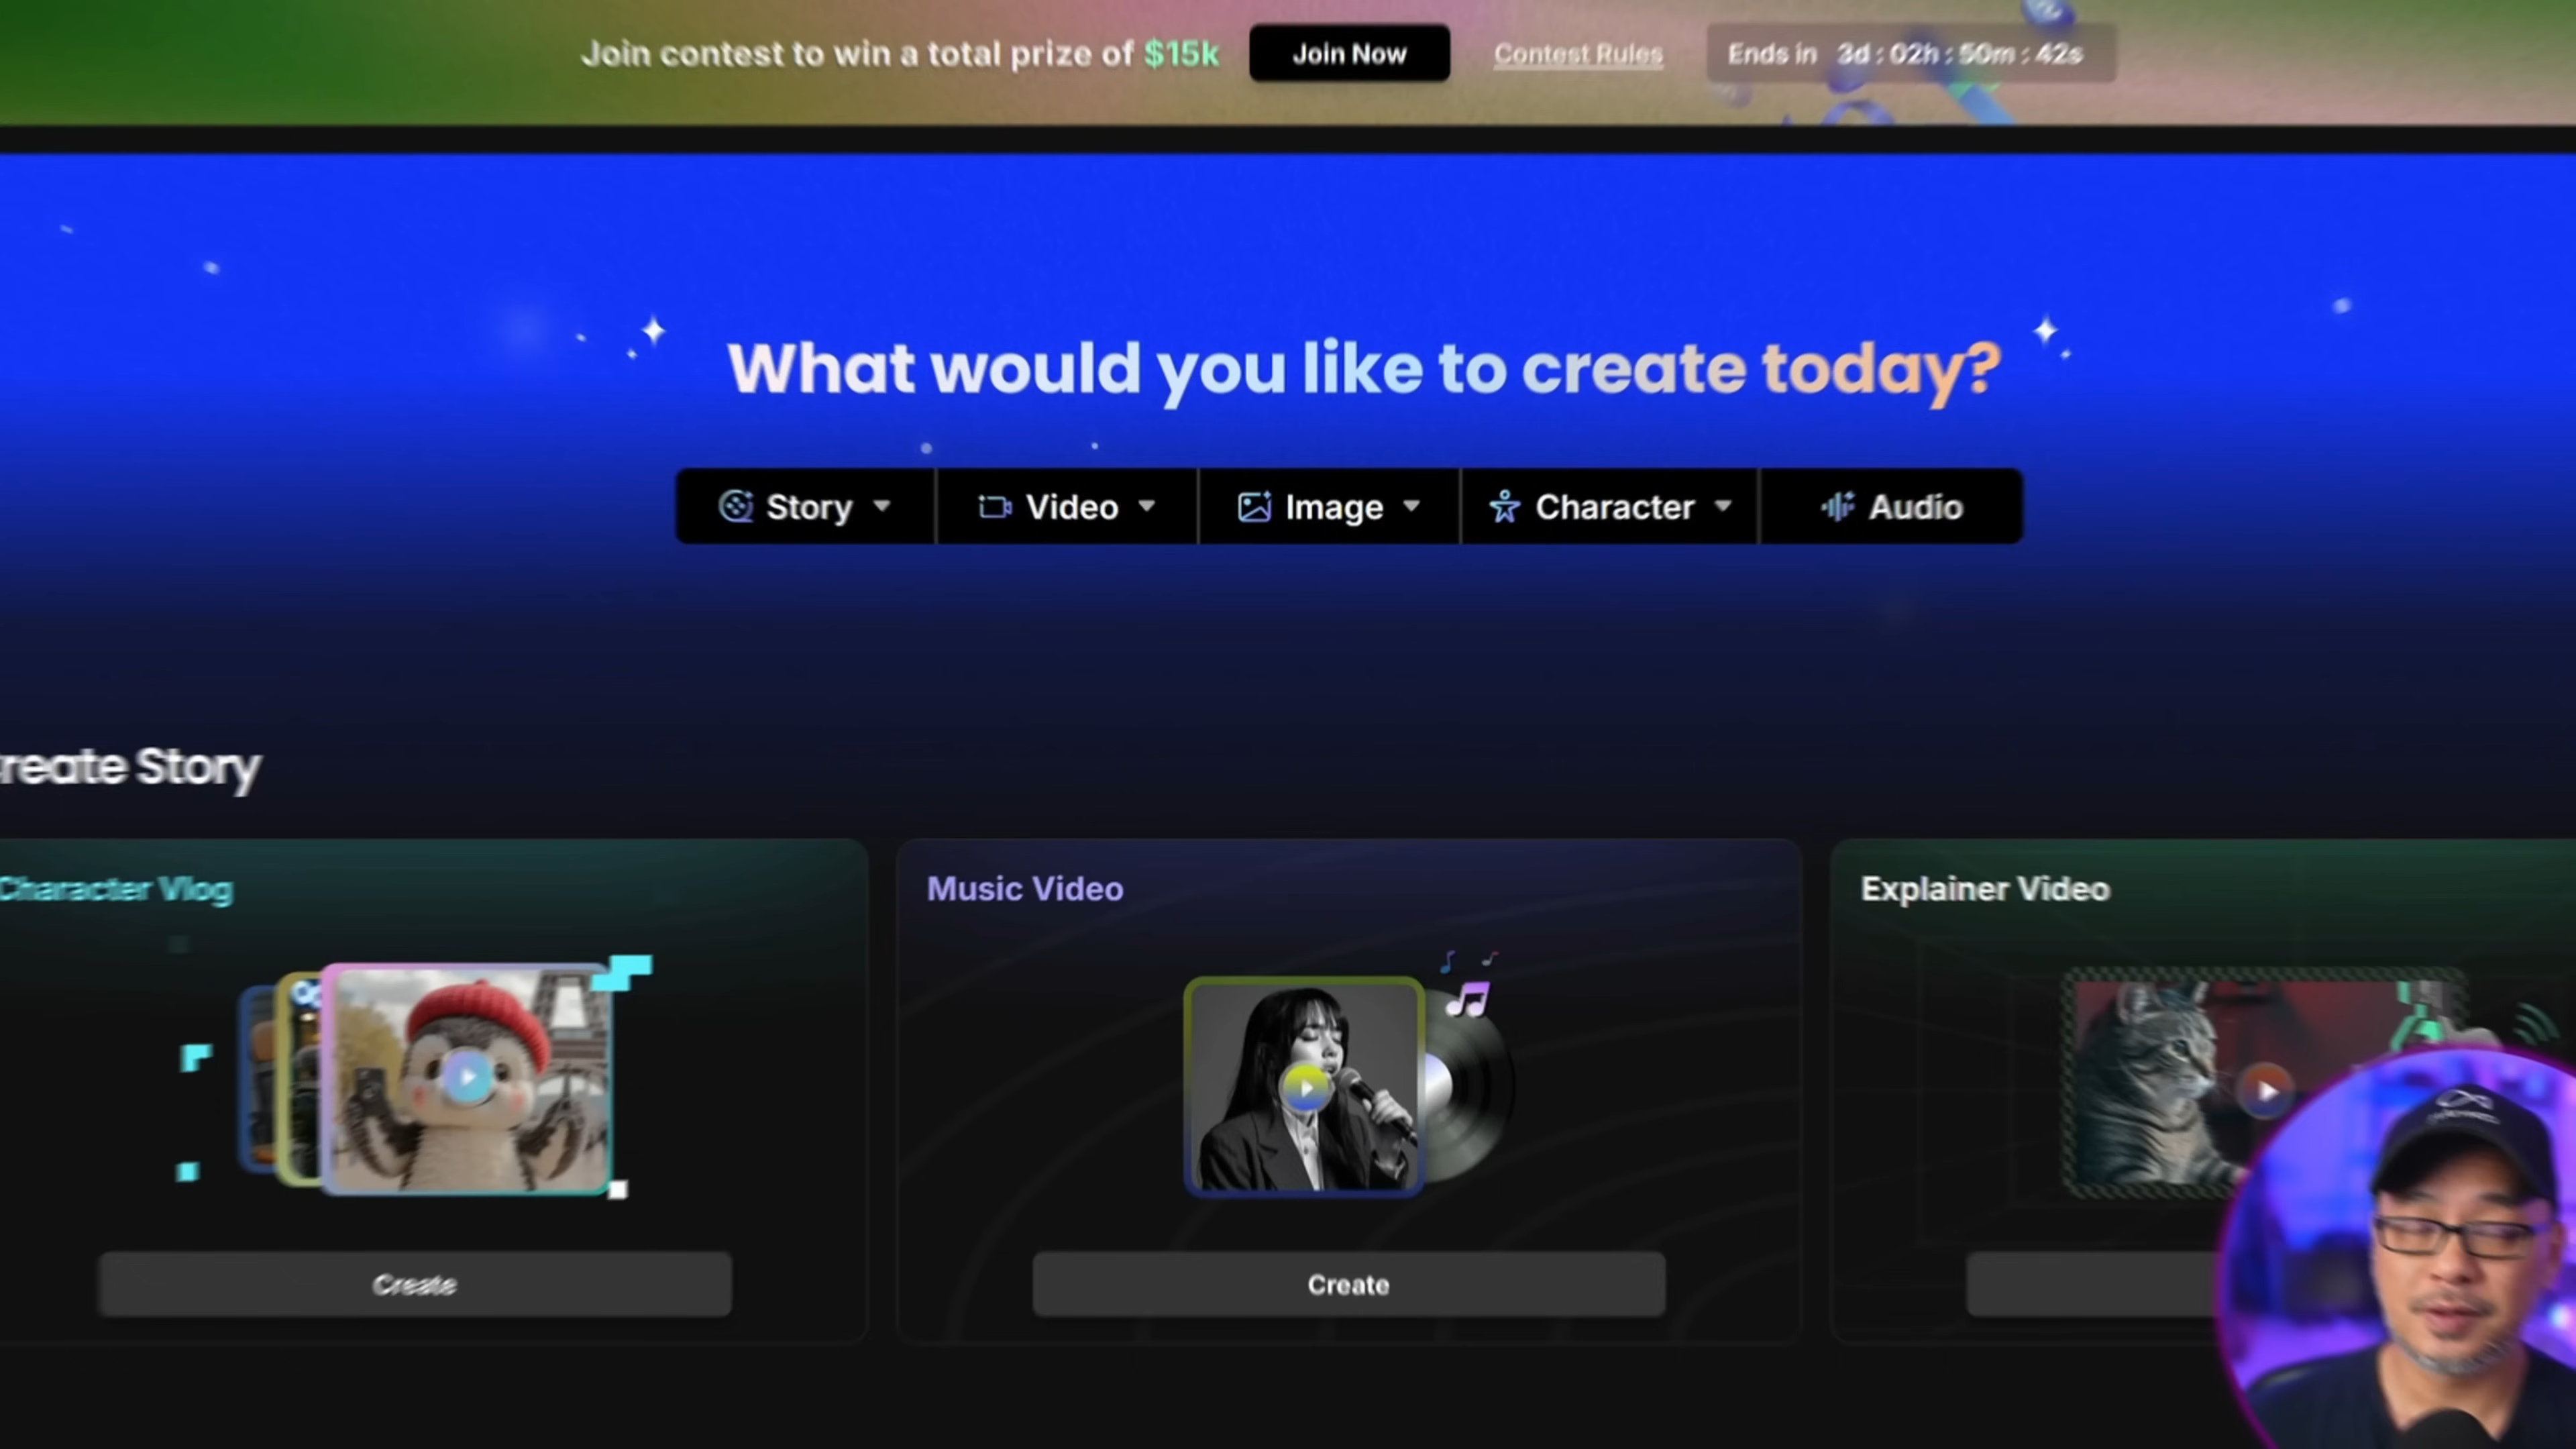 Join contest to win a total prize of $15k Join Now Contest Rules Ends in 3d : 02h : 50m : 42s
What would you like to create today?
Story Video Image Character Audio
reate Story
Character Vlog Music Video Explainer Video
Create Create